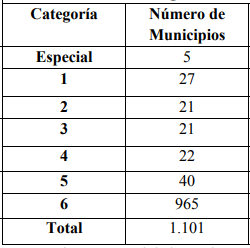 Categoría Número de
Municipios
Especial 5
1 27
2 21
3 21
4 22
5 40
6 965
Total 1.101